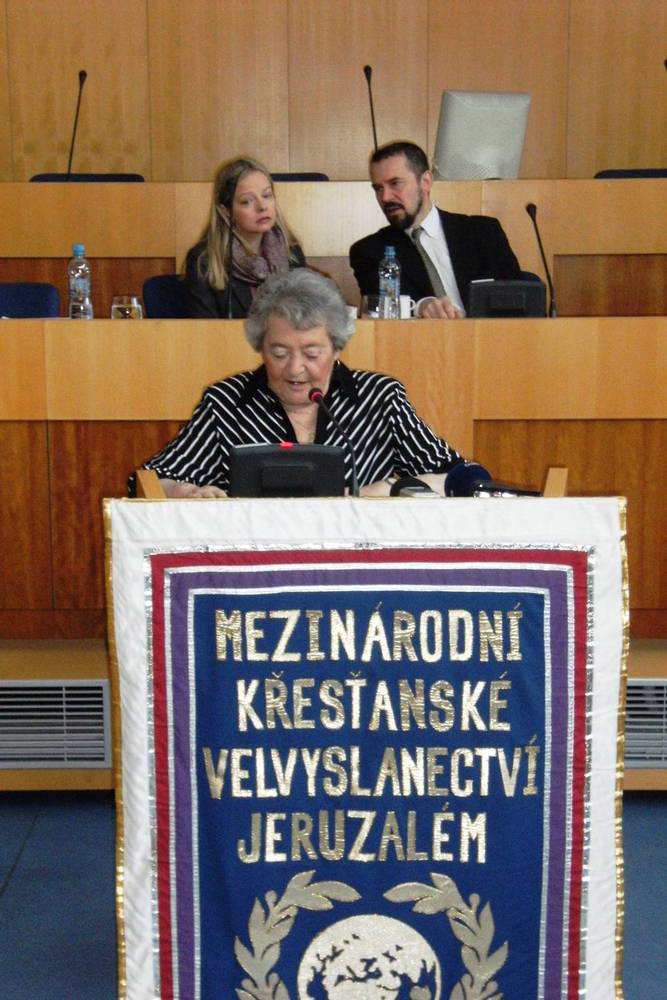 MEZINÁRODNÍ
KŘESŤANSKÉ
VELVYSLANECTVÍ
JERUZALÉM